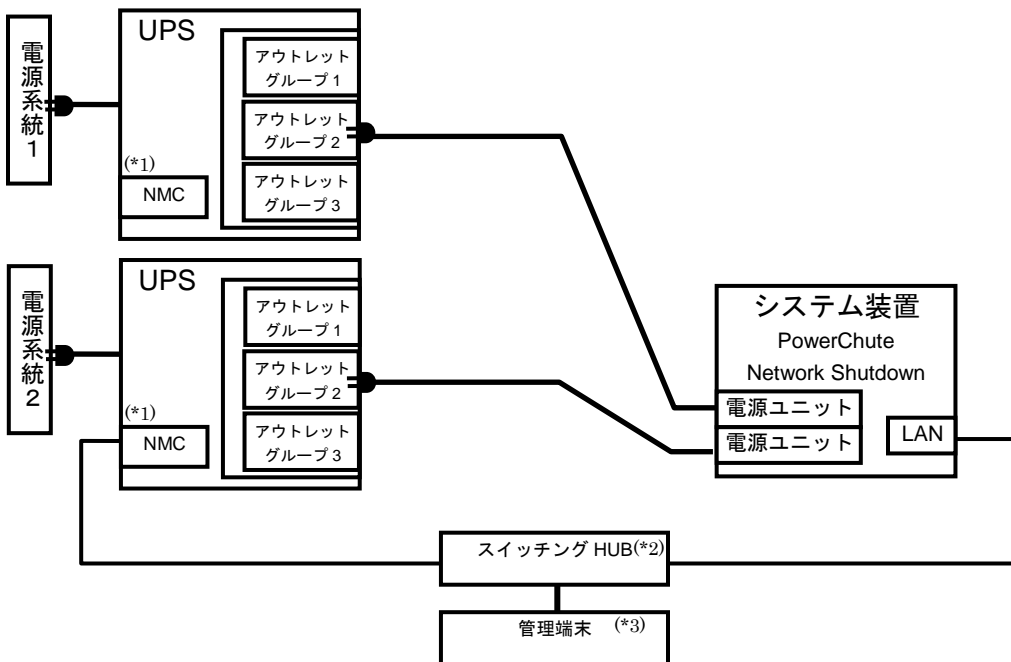 電源系統1
UPS
アウトレット
グループ1
アウトレット
グループ2
アウトレット
グループ3
(*1)
NMC
電源系統2
UPS
アウトレット
グループ1
アウトレット
グループ2
アウトレット
グループ3
(*1)
NMC
システム装置
PowerChute
Network Shutdown
電源ユニット
電源ユニット
LAN
スイッチング HUB(*2)
管理端末 (*3)